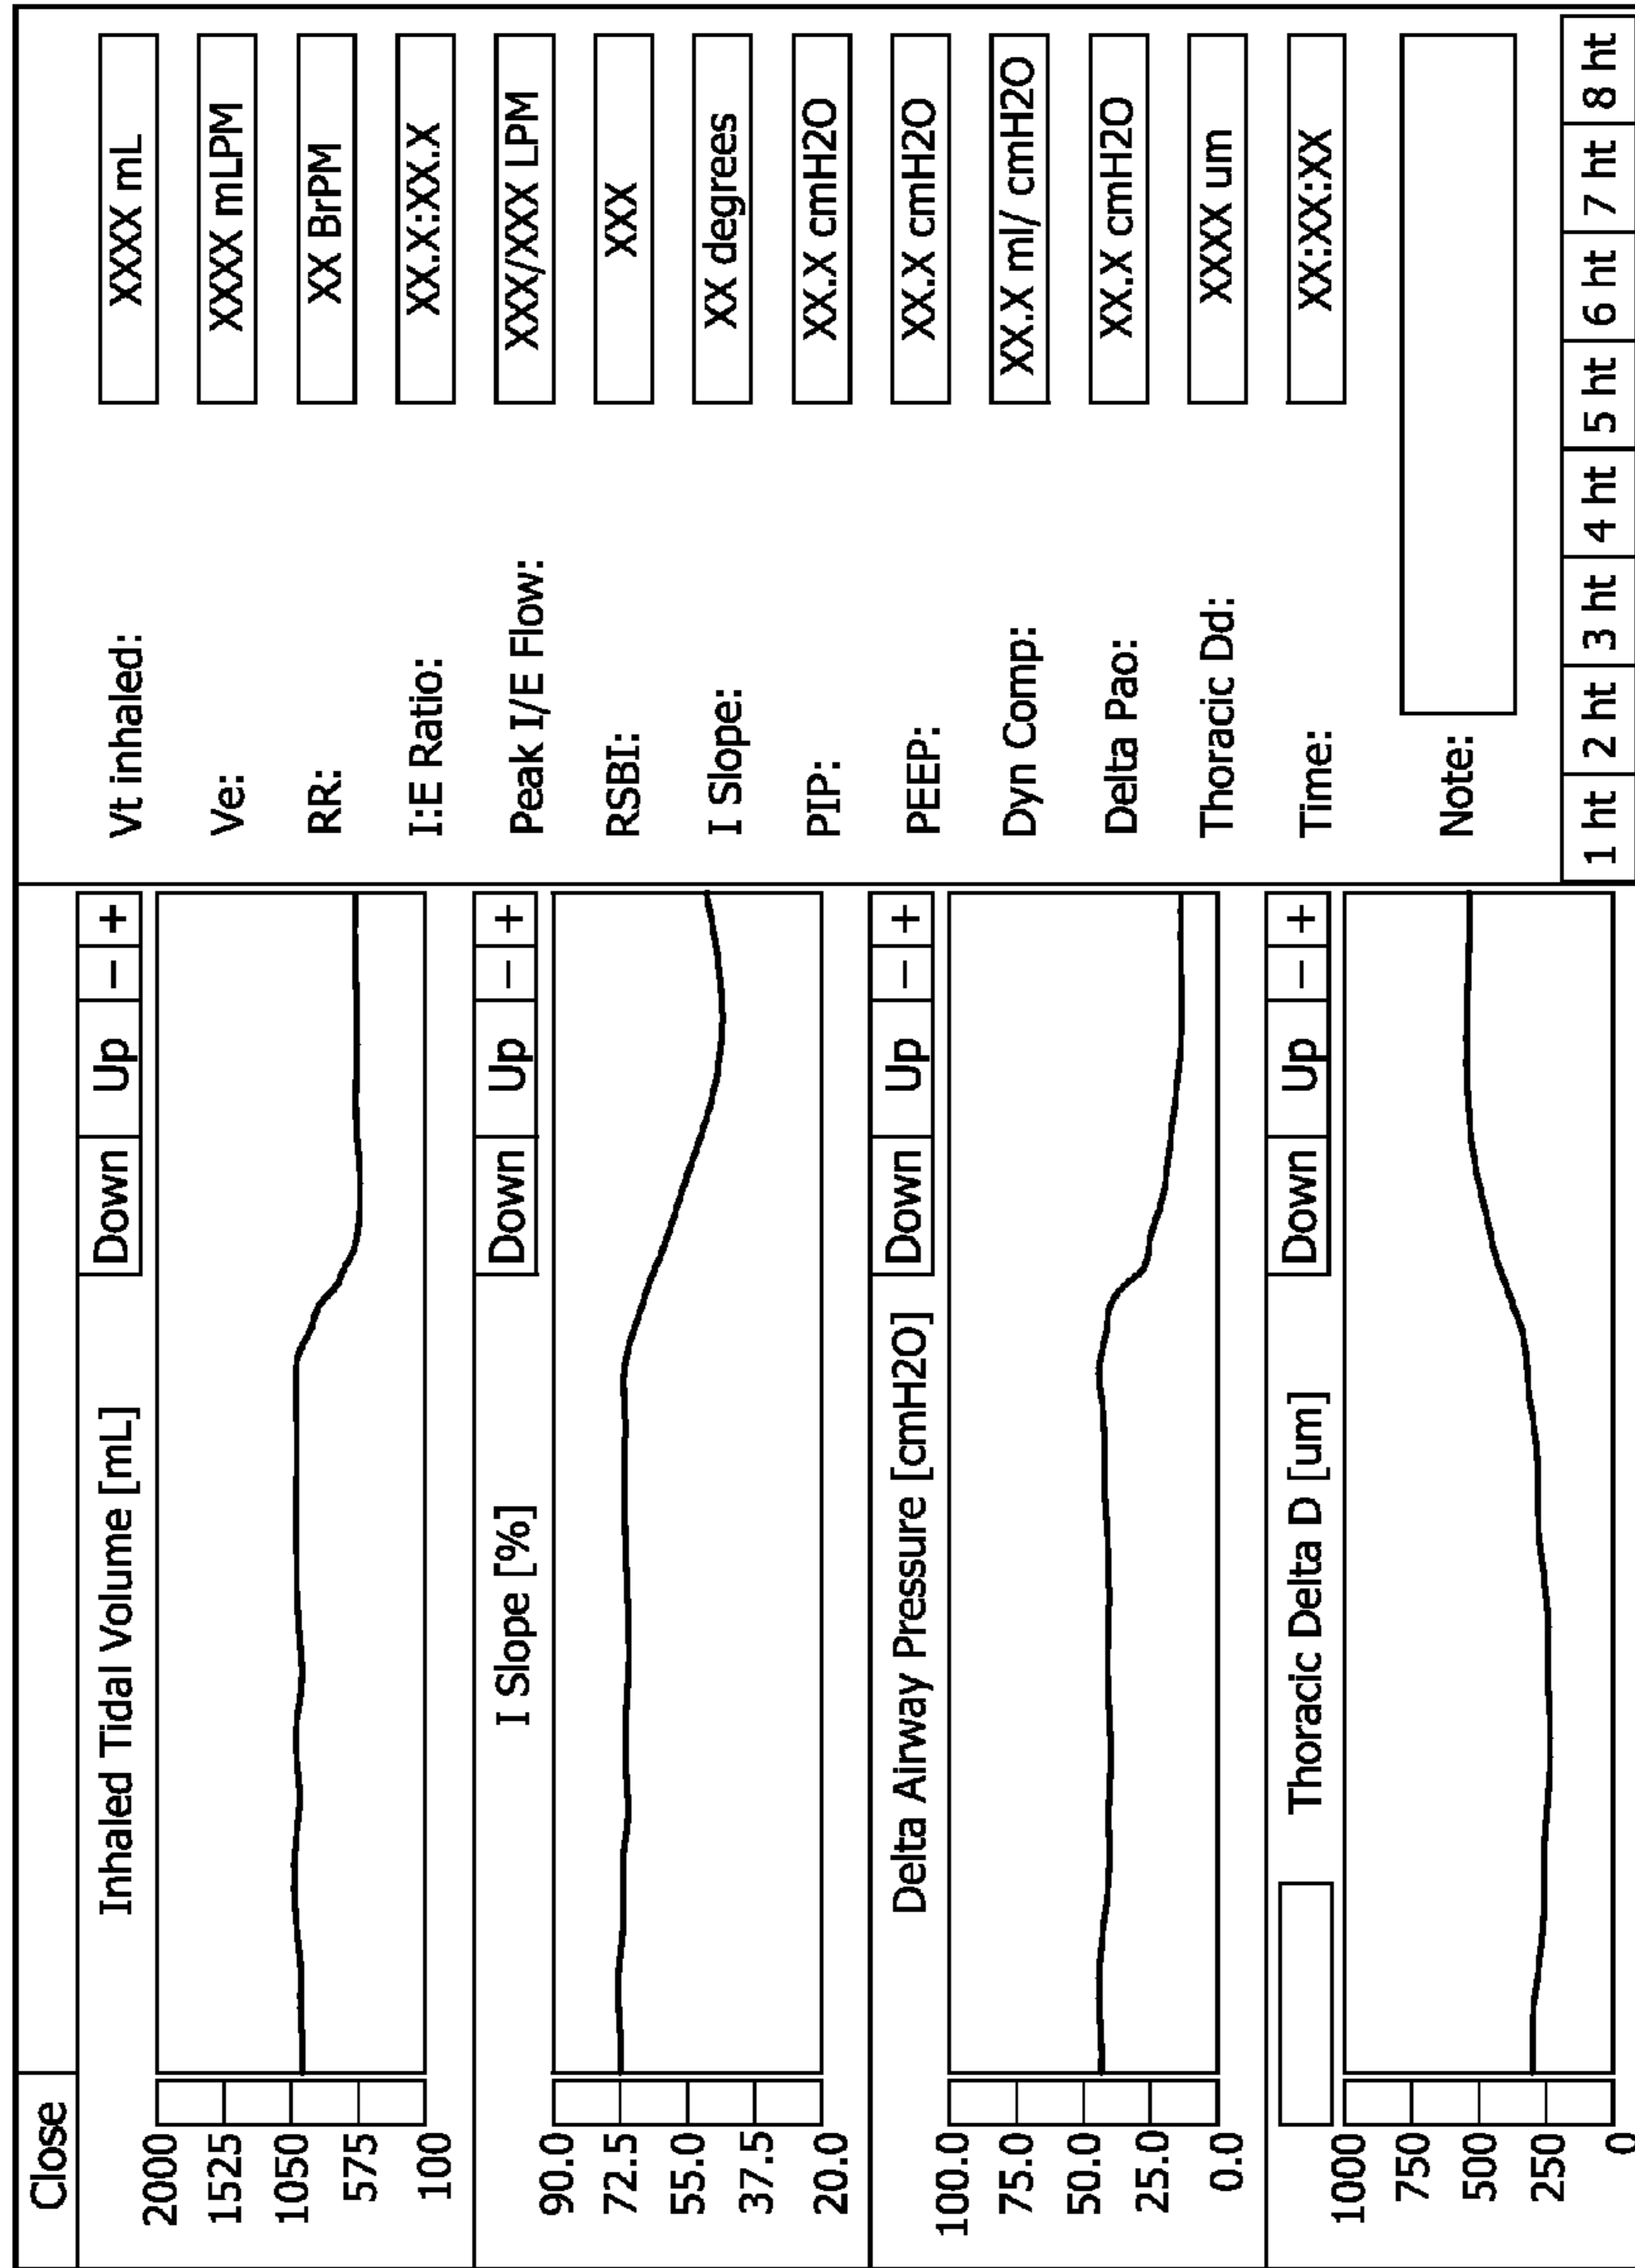 Close
Inhaled Tidal Volume [mL]
Down Up − +
2000
1525
1050
575
100
I Slope [%]
Down Up − +
90.0
72.5
55.0
37.5
20.0
Delta Airway Pressure [cmH2O]
Down Up − +
100.0
75.0
50.0
25.0
0.0
Thoracic Delta D [um]
Down Up − +
1000
750
500
250
0
Vt inhaled: XXXX mL
Ve: XXXX mLPM
RR: XX BrPM
I:E Ratio: XX.X:XX.X
Peak I/E Flow: XXX/XXX LPM
RSBI: XXX
I Slope: XX degrees
PIP: XX.X cmH2O
PEEP: XX.X cmH2O
Dyn Comp: XX.X ml/ cmH2O
Delta Pao: XX.X cmH2O
Thoracic Dd: XXXX um
Time: XX:XX:XX
Note:
1 ht 2 ht 3 ht 4 ht 5 ht 6 ht 7 ht 8 ht